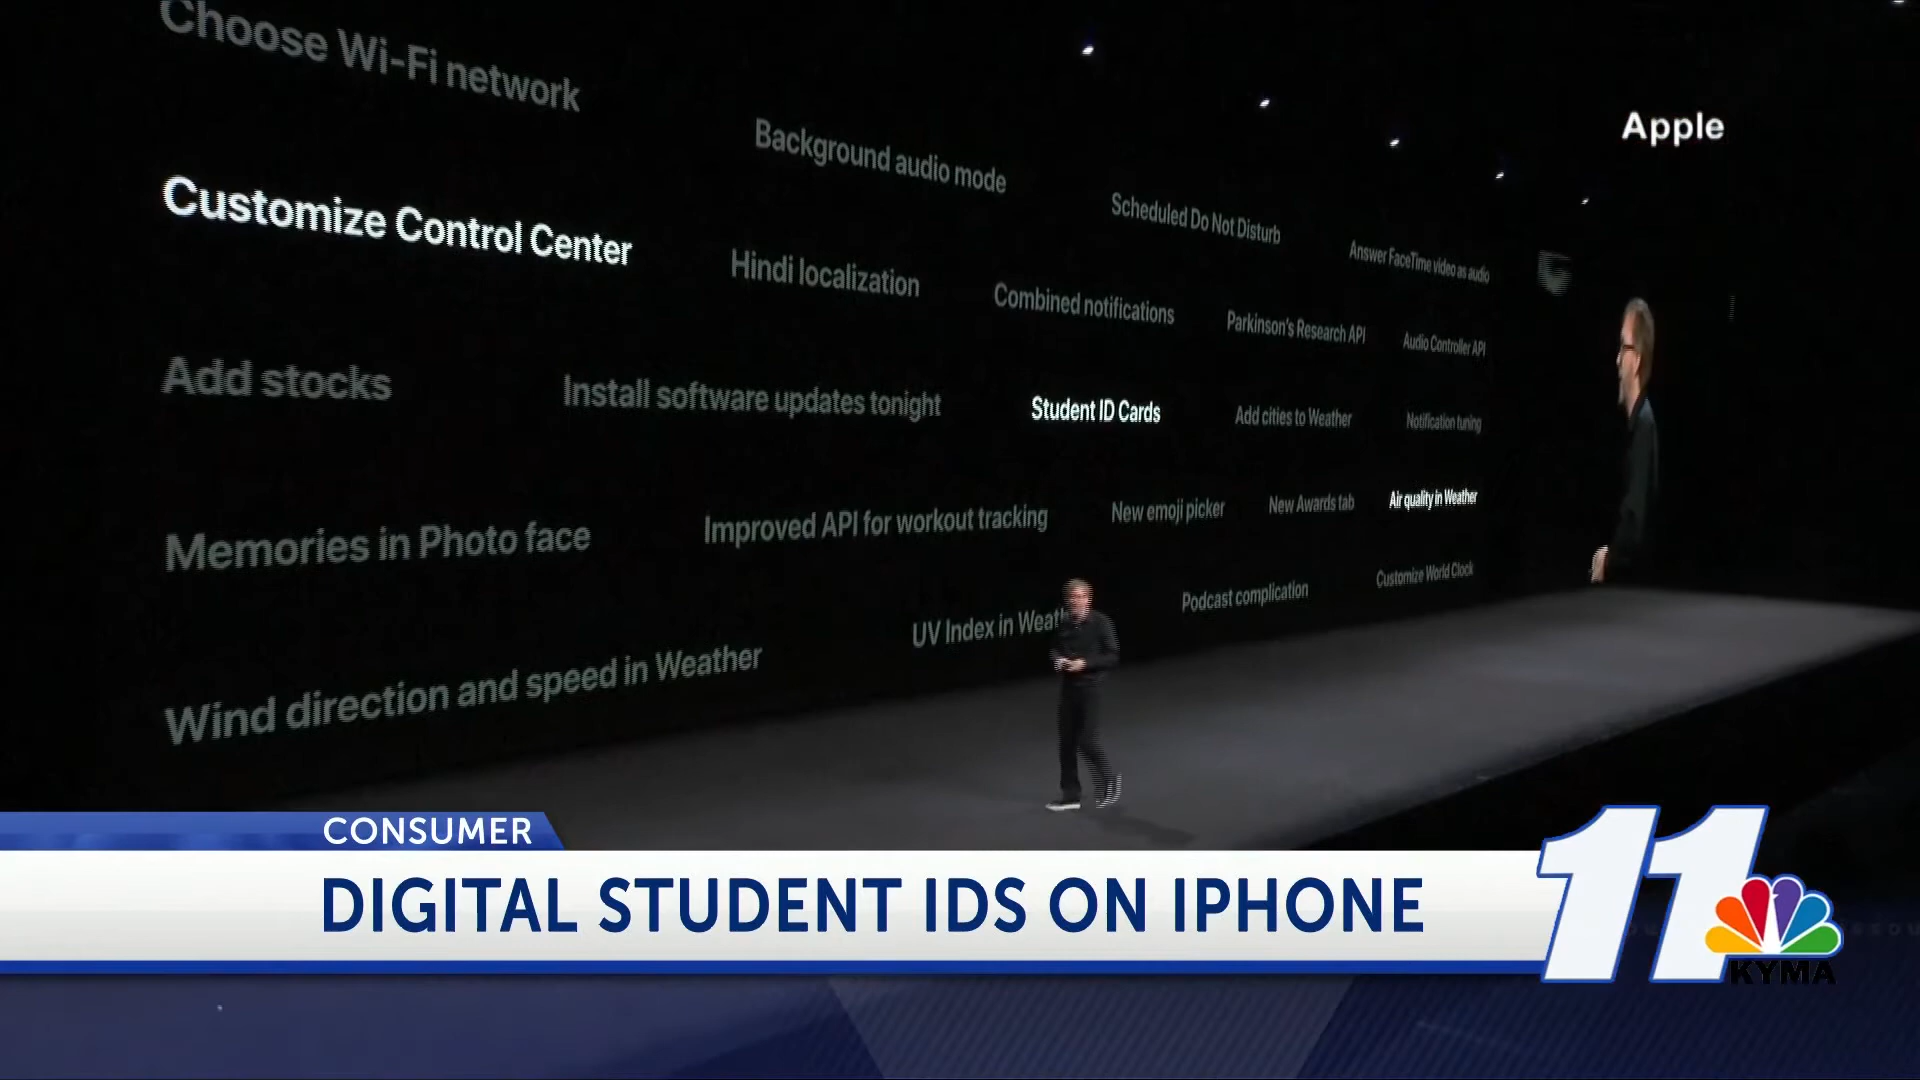 Choose Wi-Fi network
Background audio mode
Scheduled Do Not Disturb
Answer FaceTime video as audio
Apple
Customize Control Center
Hindi localization
Combined notifications
Parkinson's Research API
Audio Controller API
Add stocks
Install software updates tonight
Student ID Cards
Add cities to Weather
Notification tuning
Memories in Photo face
Improved API for workout tracking
New emoji picker
New Awards tab
Air quality in Weather
Wind direction and speed in Weather
UV Index in Weath
Podcast complication
Customize World Clock
CONSUMER
DIGITAL STUDENT IDS ON IPHONE
11
KYMA